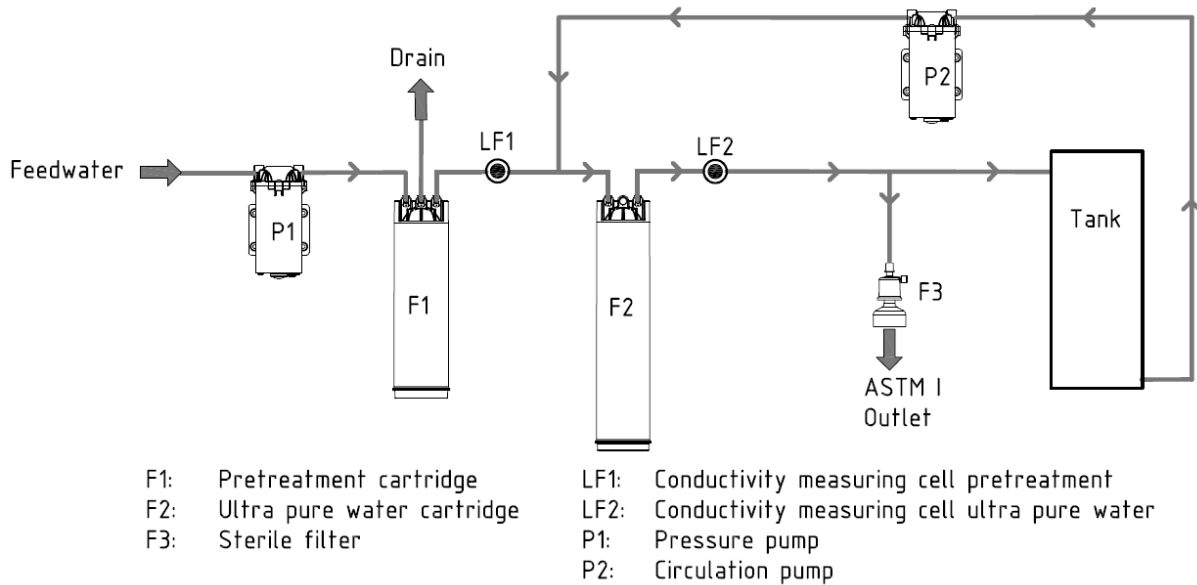 Drain
P2
LF1
LF2
Feedwater
P1
Tank
F1
F2
F3
ASTM I
Outlet
F1: Pretreatment cartridge
F2: Ultra pure water cartridge
F3: Sterile filter
LF1: Conductivity measuring cell pretreatment
LF2: Conductivity measuring cell ultra pure water
P1: Pressure pump
P2: Circulation pump